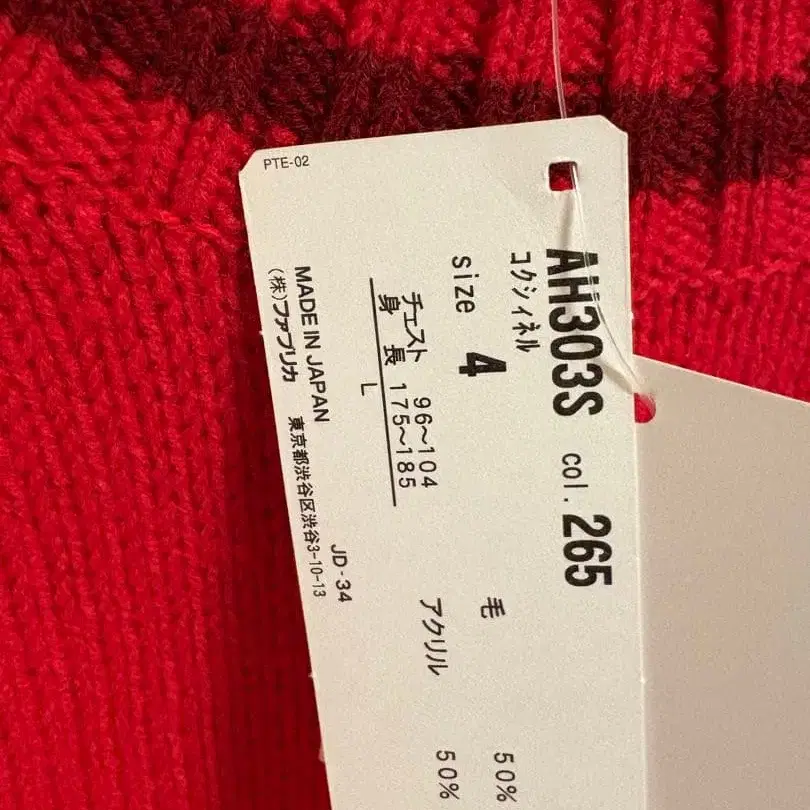 PTE-02
AH303S col. 265
コクシィネル
size 4
チェスト 96~104
身長 175~185
L
毛 50%
アクリル 50%
MADE IN JAPAN JD-34
(株)ファブリカ 東京都渋谷区渋谷3-10-13